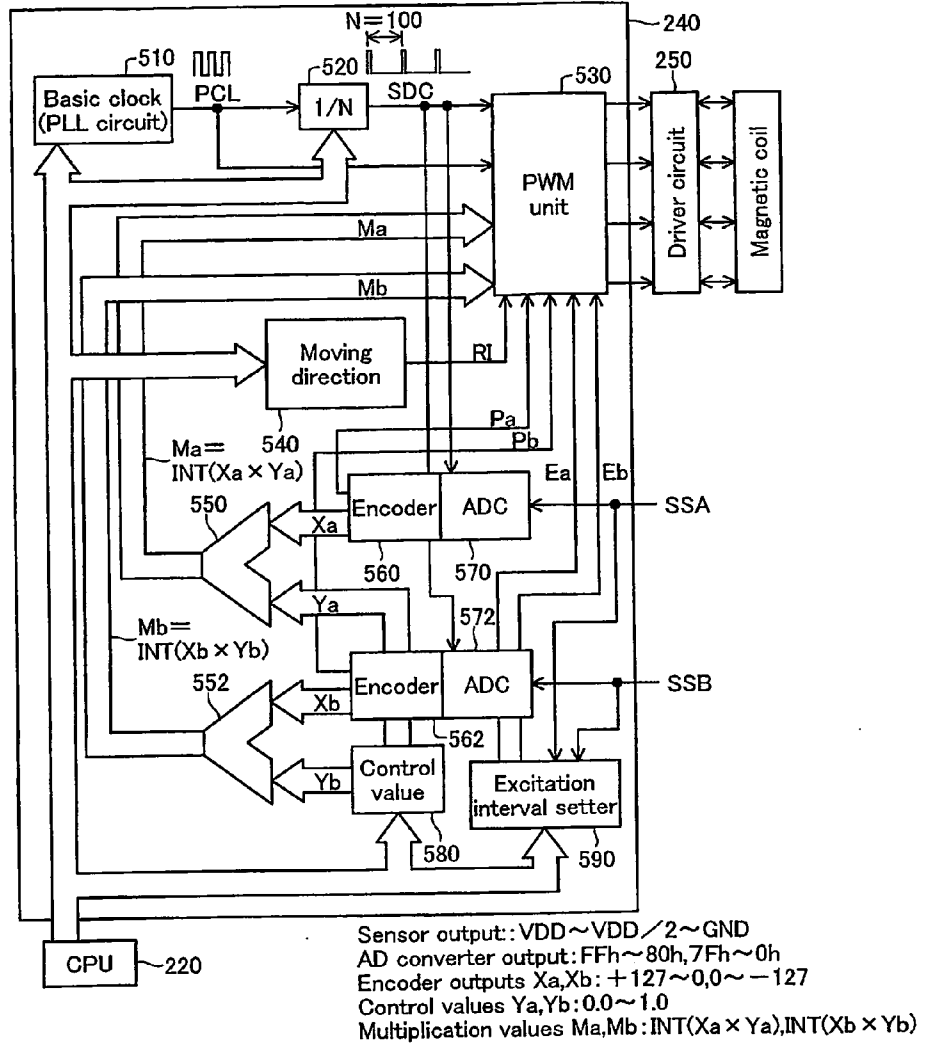 N=100
240
510
520
530
250
PCL
SDC
Basic clock
(PLL circuit)
1/N
PWM
unit
Driver circuit
Magnetic coil
Ma
Mb
Moving
direction
RI
540
Pa
Pb
Ea
Eb
Ma=
INT(Xa×Ya)
550
Xa
Encoder
ADC
SSA
560
570
Ya
572
Mb=
INT(Xb×Yb)
552
Encoder
ADC
SSB
Xb
562
Yb
Control
value
Excitation
interval setter
580
590
CPU
220
Sensor output::VDD～VDD／2～GND
AD converter output:FFh～80h,7Fh～0h
Encoder outputs Xa,Xb:＋127～0,0～－127
Control values Ya,Yb:0.0～1.0
Multiplication values Ma,Mb:INT(Xa×Ya),INT(Xb×Yb)